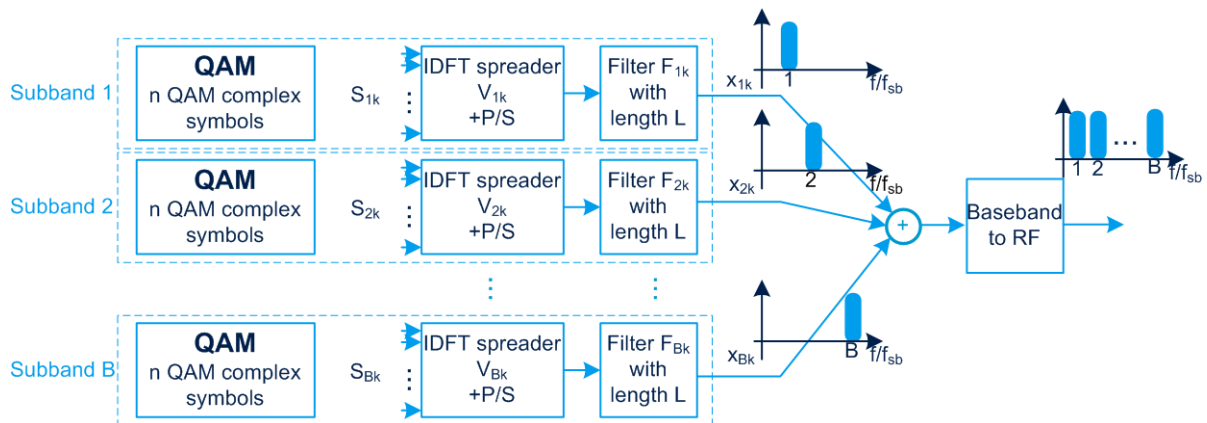 Subband 1
QAM
n QAM complex
symbols
S1k
⋮
IDFT spreader
V1k
+P/S
Filter F1k
with
length L
x1k
1
f/fsb
Subband 2
QAM
n QAM complex
symbols
S2k
⋮
IDFT spreader
V2k
+P/S
Filter F2k
with
length L
x2k
2
f/fsb
⋮
⋮
Subband B
QAM
n QAM complex
symbols
SBk
⋮
IDFT spreader
VBk
+P/S
Filter FBk
with
length L
xBk
B
f/fsb
+
Baseband
to RF
...
1 2 B f/fsb